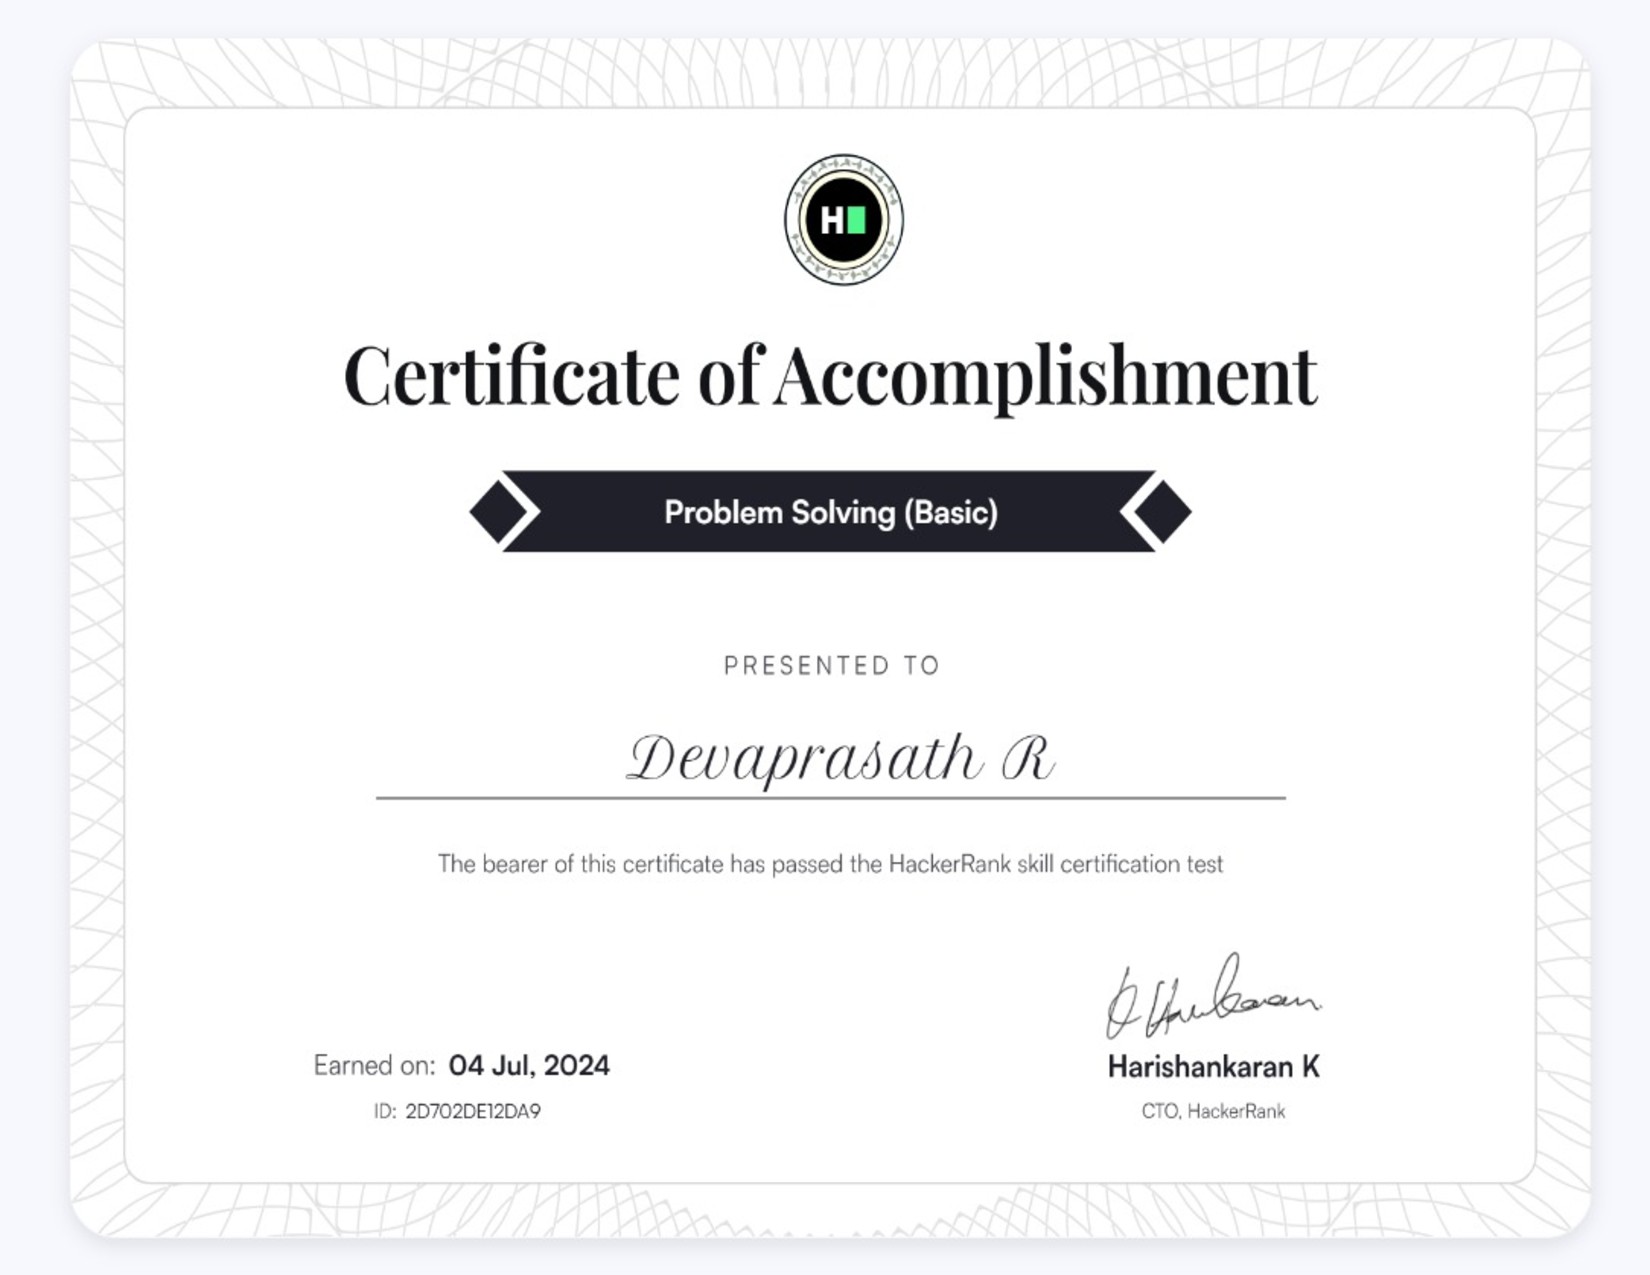 H
Certificate of Accomplishment
Problem Solving (Basic)
PRESENTED TO
Devaprasath R
The bearer of this certificate has passed the HackerRank skill certification test
Earned on: 04 Jul, 2024
ID: 2D702DE12DA9
Harishankaran K
CTO, HackerRank